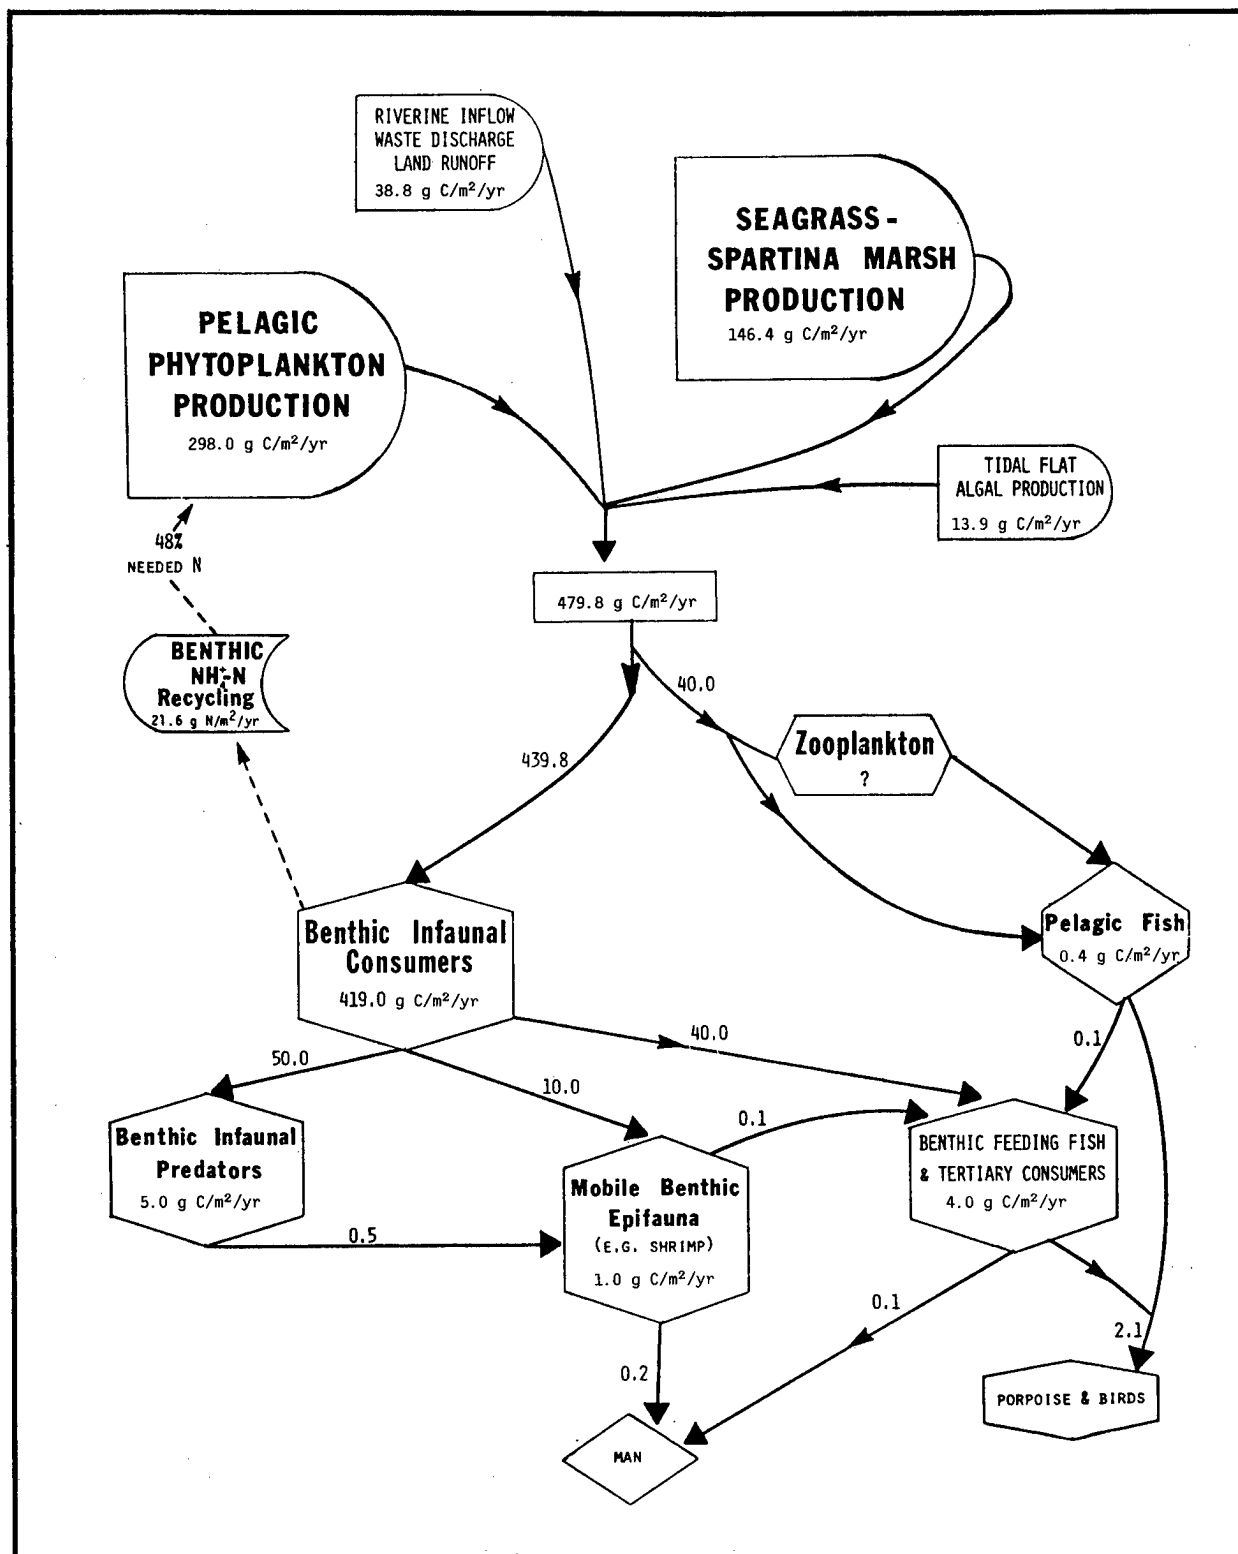 RIVERINE INFLOW
WASTE DISCHARGE
LAND RUNOFF
38.8 g C/m²/yr
SEAGRASS -
SPARTINA MARSH
PRODUCTION
146.4 g C/m²/yr
PELAGIC
PHYTOPLANKTON
PRODUCTION
298.0 g C/m²/yr
TIDAL FLAT
ALGAL PRODUCTION
13.9 g C/m²/yr
48%
NEEDED N
479.8 g C/m²/yr
BENTHIC
NH₄⁺-N
Recycling
21.6 g N/m²/yr
40.0
Zooplankton
?
439.8
Benthic Infaunal
Consumers
419.0 g C/m²/yr
Pelagic Fish
0.4 g C/m²/yr
40.0
0.1
50.0
10.0
0.1
Benthic Infaunal
Predators
5.0 g C/m²/yr
BENTHIC FEEDING FISH
& TERTIARY CONSUMERS
4.0 g C/m²/yr
Mobile Benthic
Epifauna
(E.G. SHRIMP)
1.0 g C/m²/yr
0.5
0.1
2.1
0.2
PORPOISE & BIRDS
MAN